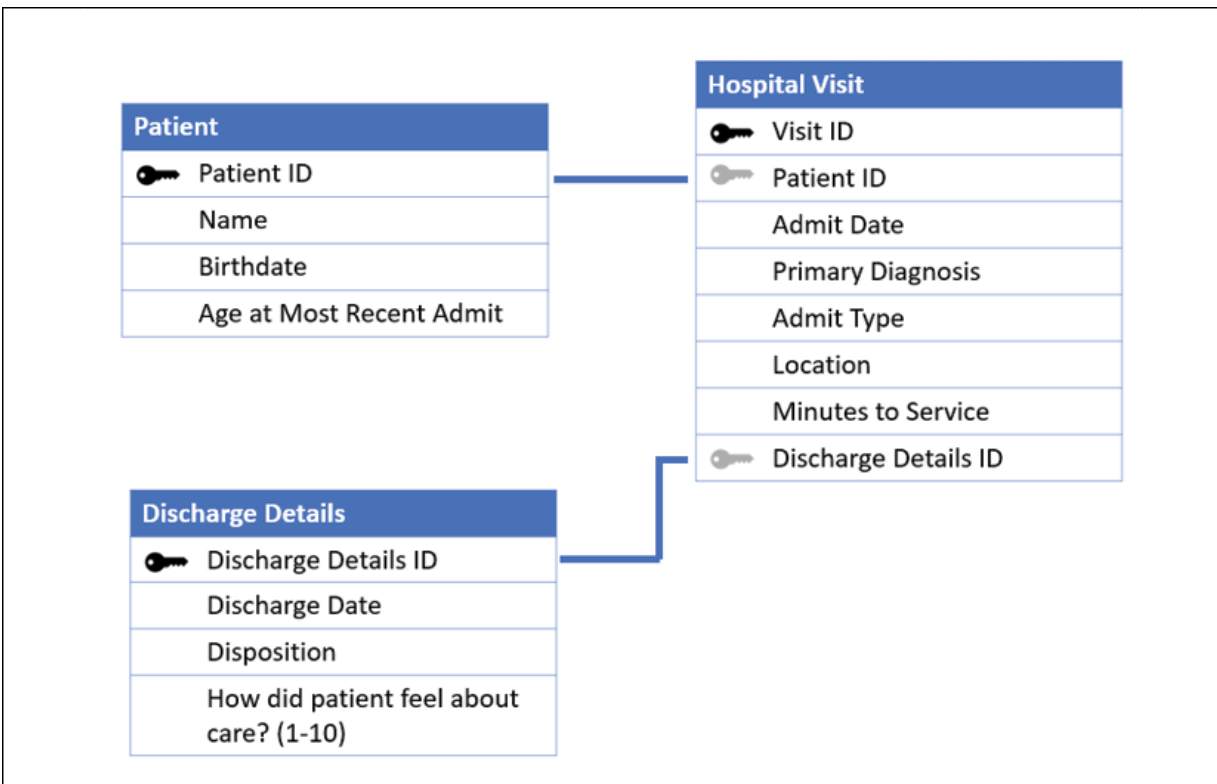 Patient
Patient ID
Name
Birthdate
Age at Most Recent Admit
Hospital Visit
Visit ID
Patient ID
Admit Date
Primary Diagnosis
Admit Type
Location
Minutes to Service
Discharge Details ID
Discharge Details
Discharge Details ID
Discharge Date
Disposition
How did patient feel about
care? (1-10)